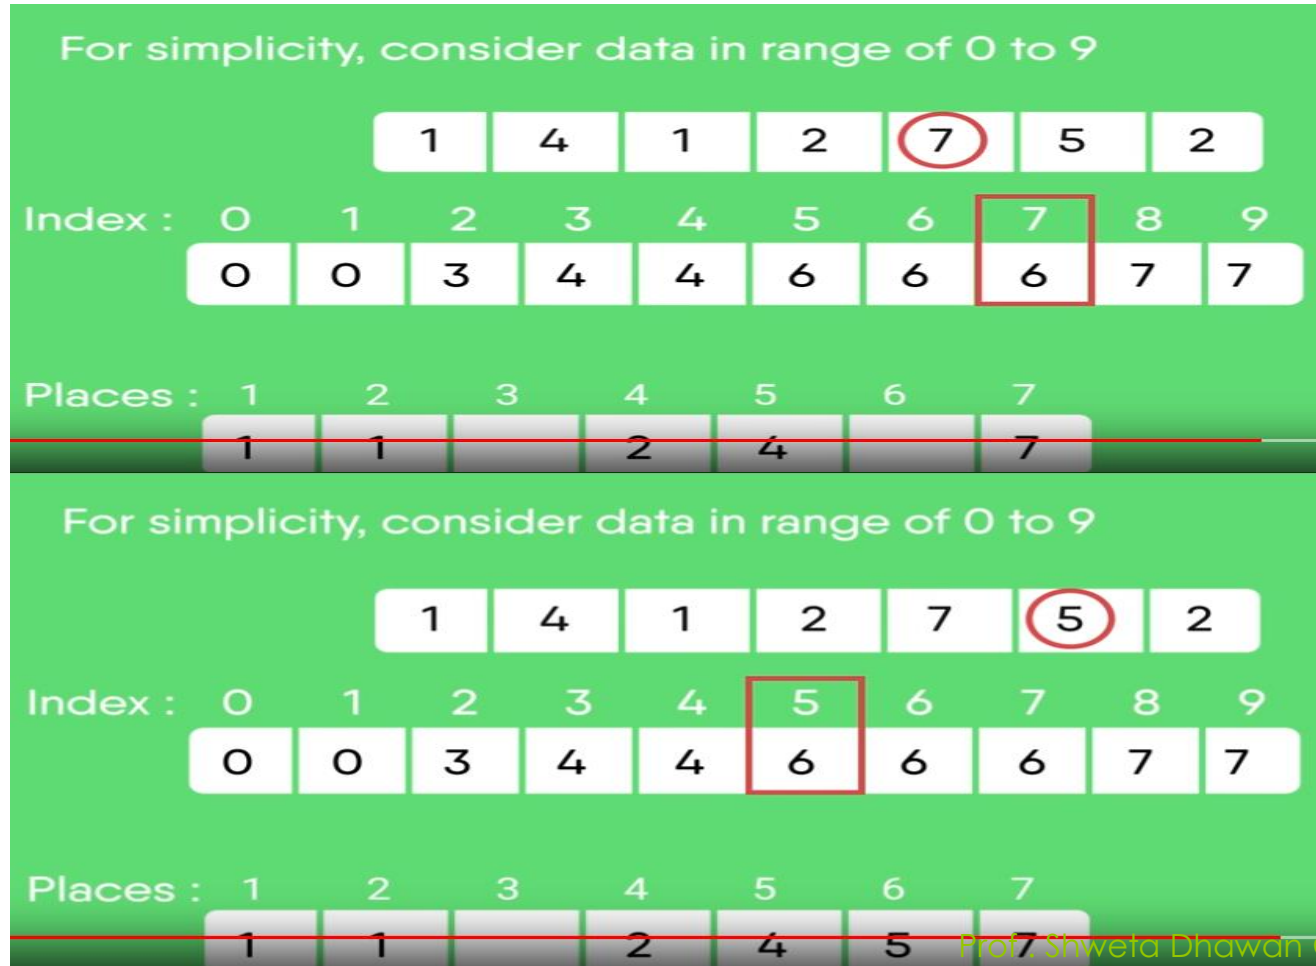 For simplicity, consider data in range of 0 to 9
1 4 1 2 7 5 2
Index : 0 1 2 3 4 5 6 7 8 9
0 0 3 4 4 6 6 6 7 7
Places : 1 2 3 4 5 6 7
1 1 2 4 7
For simplicity, consider data in range of 0 to 9
1 4 1 2 7 5 2
Index : 0 1 2 3 4 5 6 7 8 9
0 0 3 4 4 6 6 6 7 7
Places : 1 2 3 4 5 6 7
1 1 2 4 5 7
Prof. Shweta Dhawan